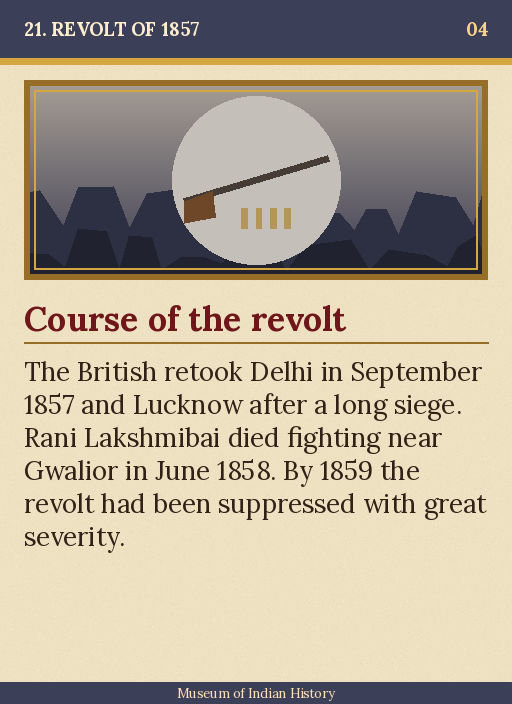 21. REVOLT OF 1857
04
Course of the revolt
The British retook Delhi in September
1857 and Lucknow after a long siege.
Rani Lakshmibai died fighting near
Gwalior in June 1858. By 1859 the
revolt had been suppressed with great
severity.
Museum of Indian History